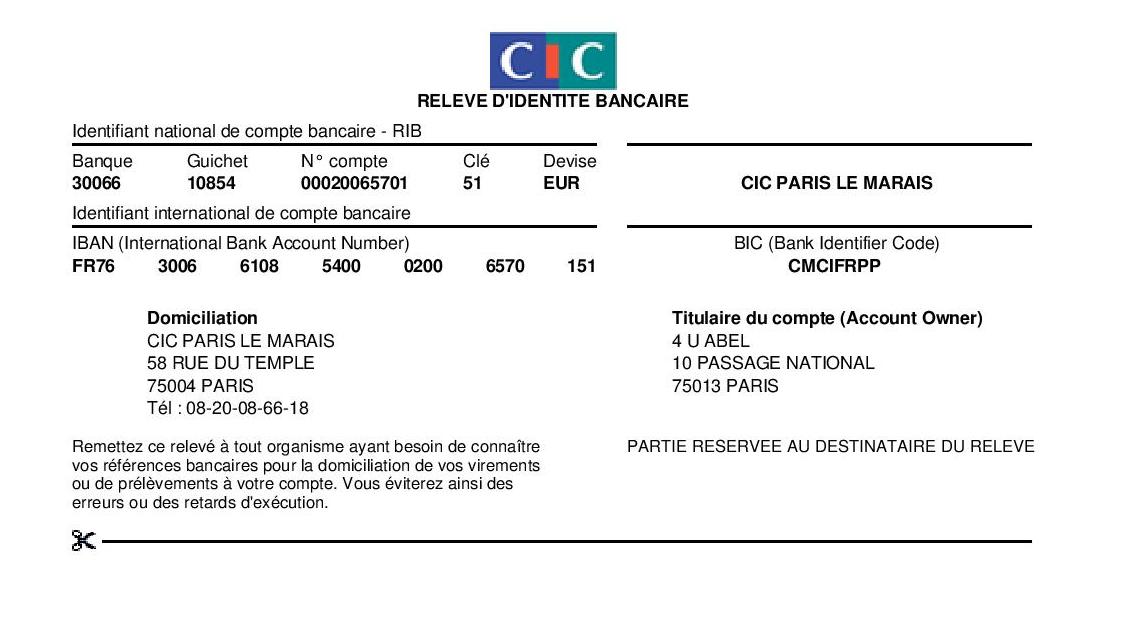 CIC
RELEVE D'IDENTITE BANCAIRE
Identifiant national de compte bancaire - RIB
Banque Guichet N° compte Clé Devise
30066 10854 00020065701 51 EUR
CIC PARIS LE MARAIS
Identifiant international de compte bancaire
IBAN (International Bank Account Number)
FR76 3006 6108 5400 0200 6570 151
BIC (Bank Identifier Code)
CMCIFRPP
Domiciliation
CIC PARIS LE MARAIS
58 RUE DU TEMPLE
75004 PARIS
Tél : 08-20-08-66-18
Titulaire du compte (Account Owner)
4 U ABEL
10 PASSAGE NATIONAL
75013 PARIS
Remettez ce relevé à tout organisme ayant besoin de connaître
vos références bancaires pour la domiciliation de vos virements
ou de prélèvements à votre compte. Vous éviterez ainsi des
erreurs ou des retards d'exécution.
PARTIE RESERVEE AU DESTINATAIRE DU RELEVE